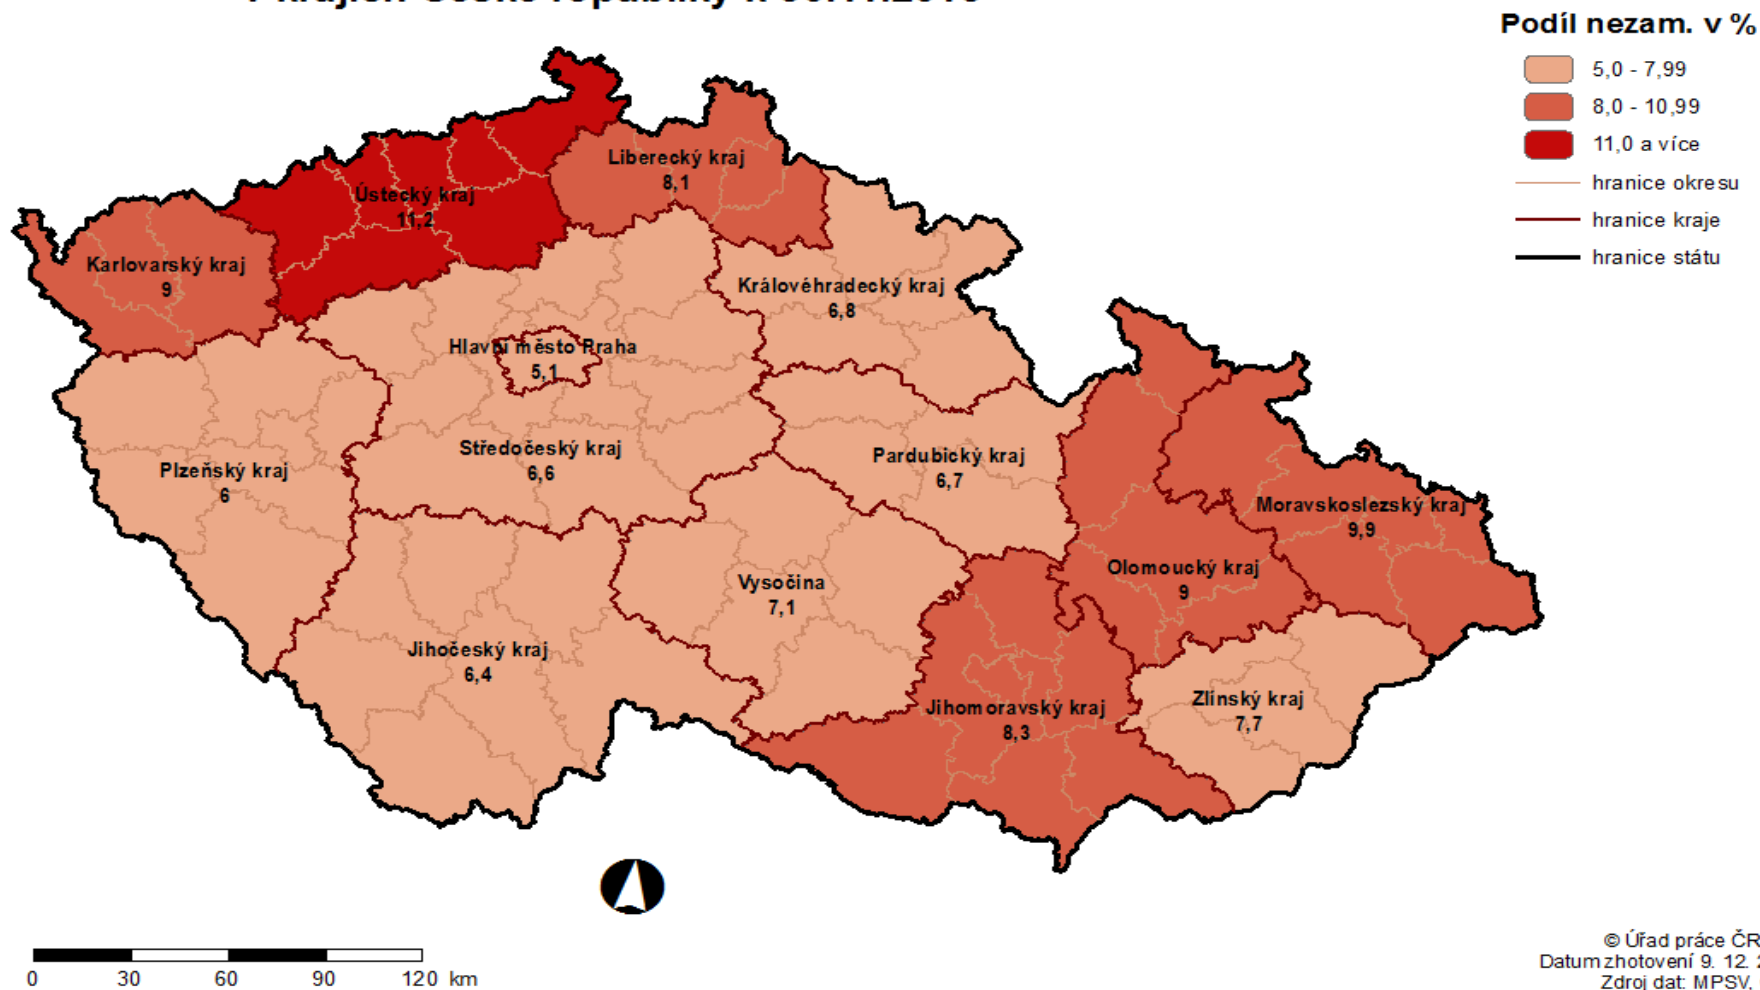 Podíl nezam. v %
5,0 - 7,99
8,0 - 10,99
11,0 a více
hranice okresu
hranice kraje
hranice státu
Liberecký kraj
8,1
Ústecký kraj
11,2
Karlovarský kraj
9
Královéhradecký kraj
6,8
Hlavní město Praha
5,1
Středočeský kraj
6,6
Pardubický kraj
6,7
Plzeňský kraj
6
Moravskoslezský kraj
9,9
Olomoucký kraj
9
Vysočina
7,1
Jihočeský kraj
6,4
Zlínský kraj
7,7
Jihomoravský kraj
8,3
0 30 60 90 120 km
© Úřad práce ČR
Datum zhotovení 9. 12.
Zdroj dat: MPSV,